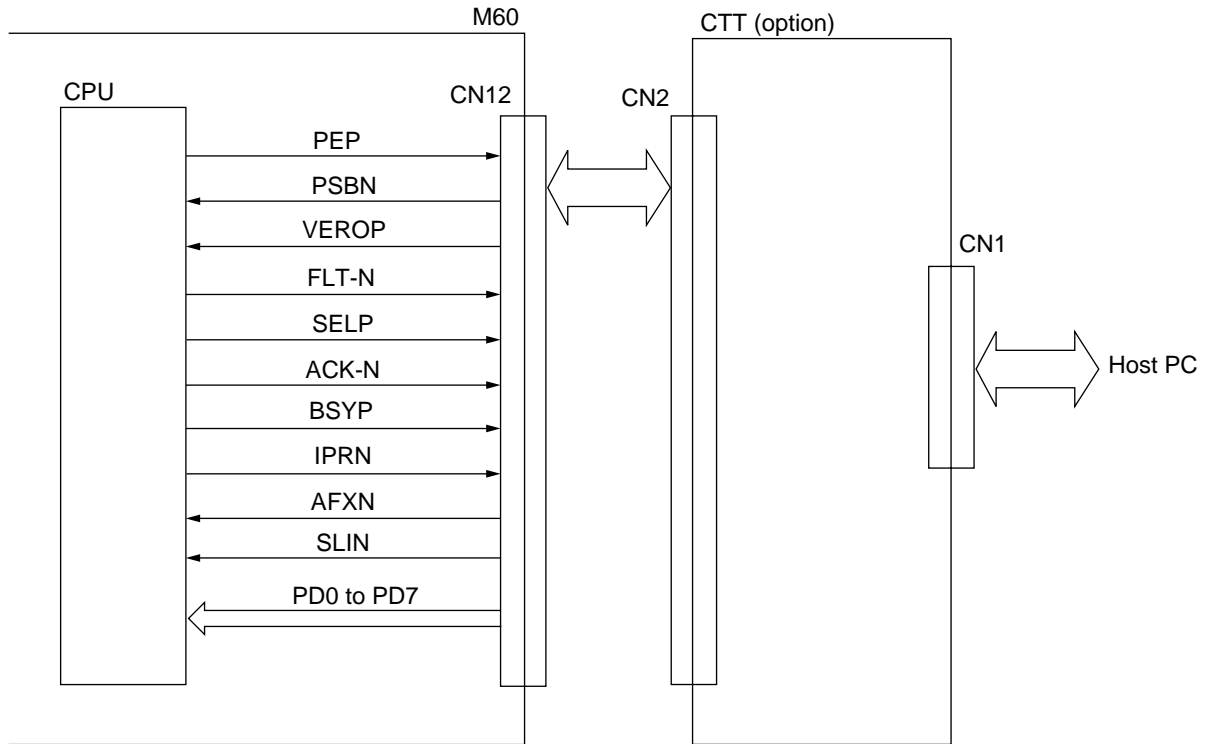 M60
CTT (option)
CPU
CN12
CN2
PEP
PSBN
VEROP
FLT-N
SELP
ACK-N
BSYP
IPRN
AFXN
SLIN
PD0 to PD7
CN1
Host PC